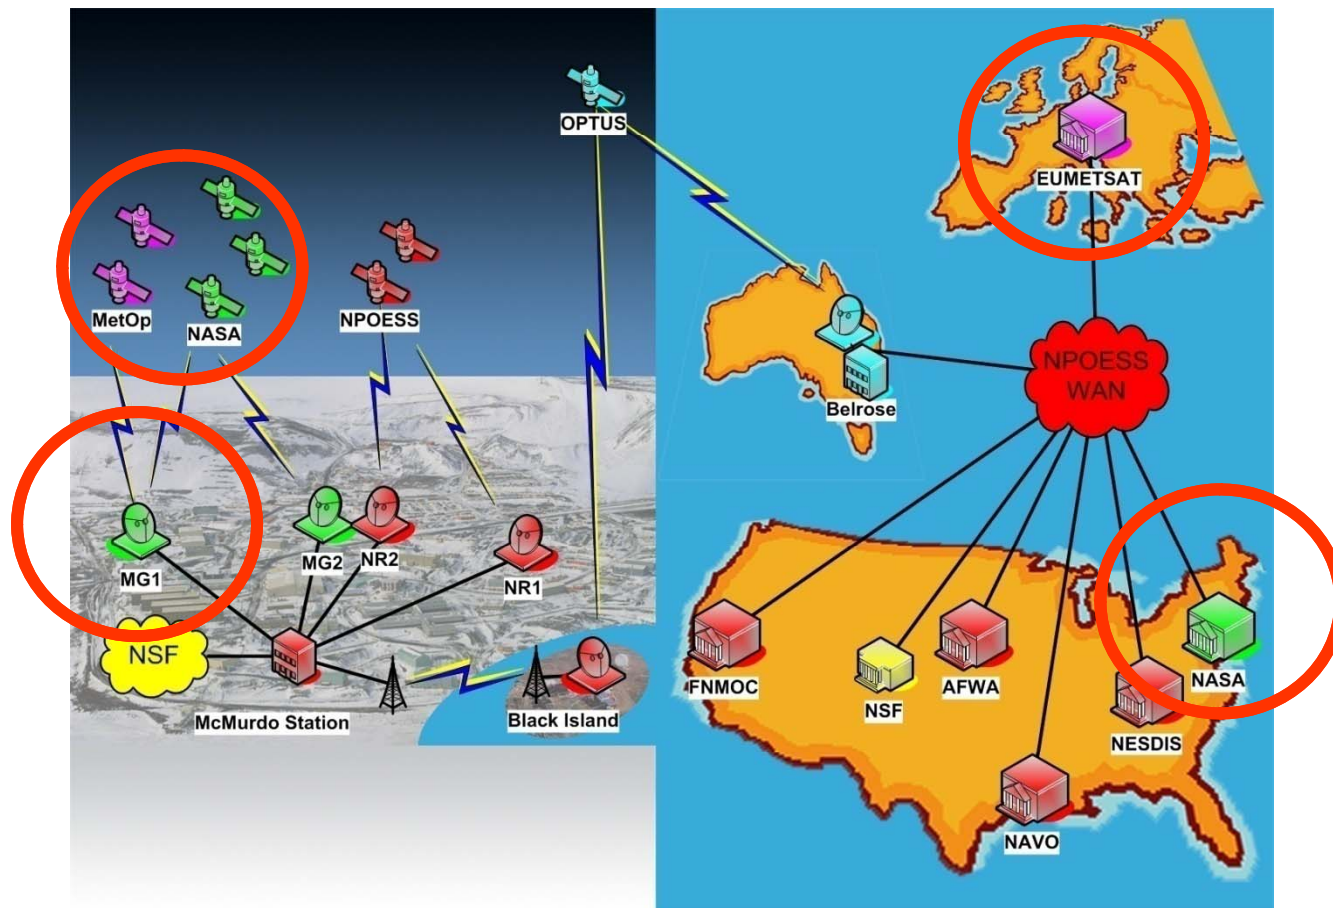 OPTUS
EUMETSAT
MetOp
NASA
NPOESS
NPOESS
WAN
Belrose
MG1
MG2
NR2
NR1
NSF
McMurdo Station
Black Island
FNMOC
NSF
AFWA
NASA
NESDIS
NAVO